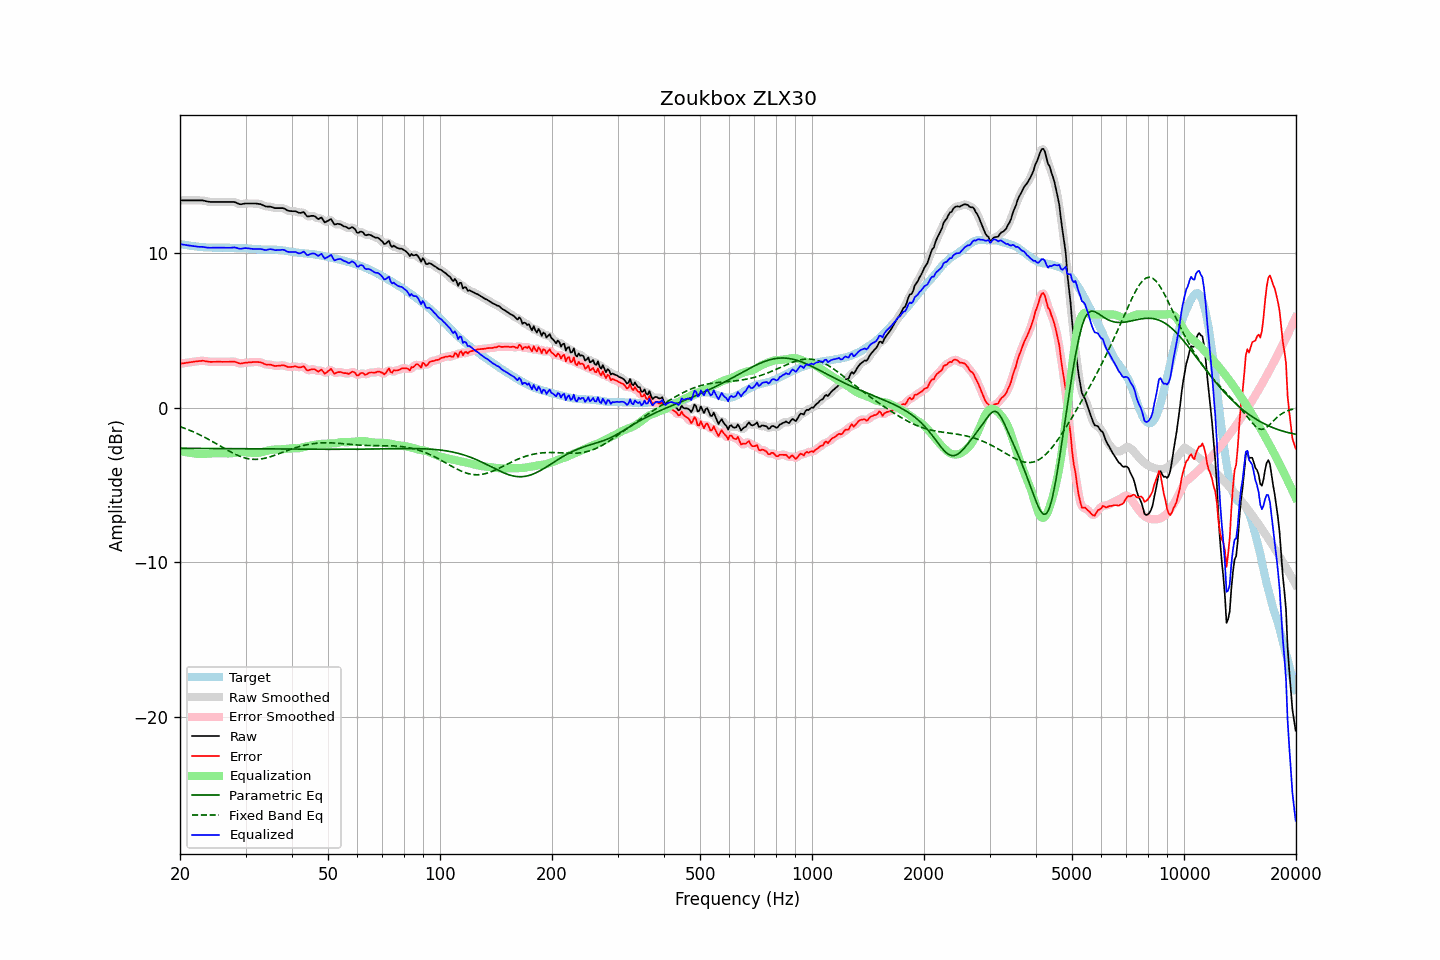 Zoukbox ZLX30
Amplitude (dBr)
10
0
−10
−20
Target
Raw Smoothed
Error Smoothed
Raw
Error
Equalization
Parametric Eq
Fixed Band Eq
Equalized
20 50 100 200 500 1000 2000 5000 10000 20000
Frequency (Hz)